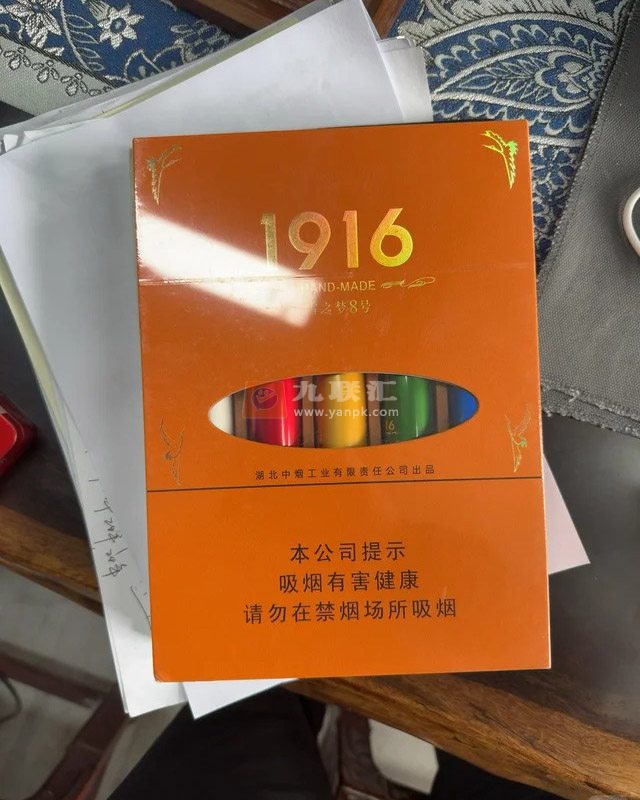 1916
HAND-MADE
之梦8号
九联汇
www.yanpk.com
16
湖北中烟工业有限责任公司出品
本公司提示
吸烟有害健康
请勿在禁烟场所吸烟